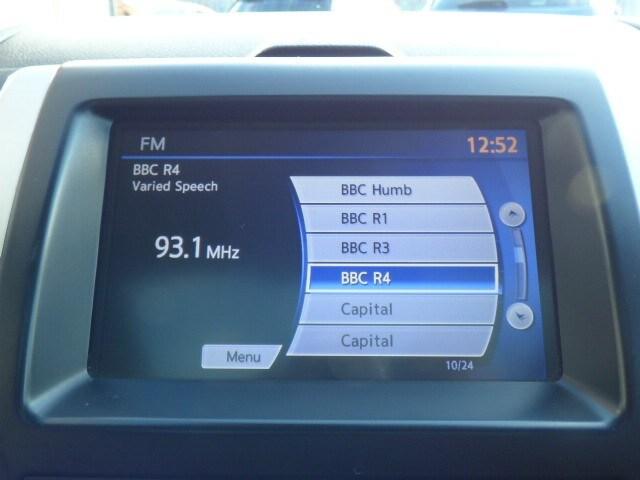 FM 12:52
BBC R4
Varied Speech
93.1 MHz
BBC Humb
BBC R1
BBC R3
BBC R4
Capital
Capital
Menu
10/24